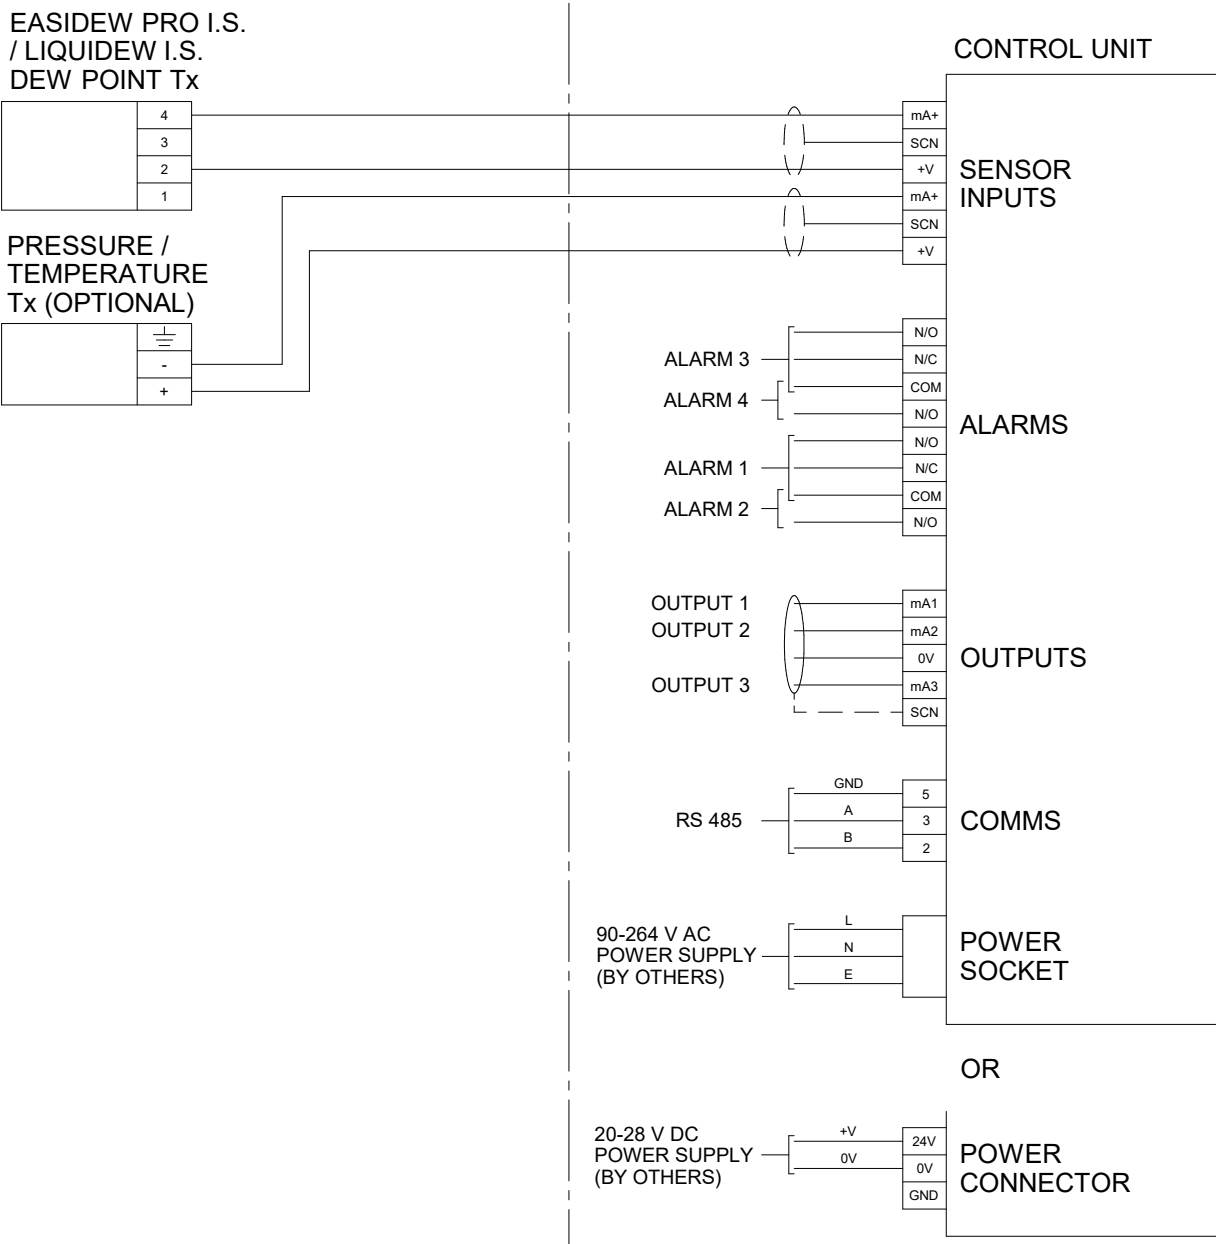 EASIDEW PRO I.S.
/ LIQUIDEW I.S.
DEW POINT Tx
4
3
2
1
PRESSURE /
TEMPERATURE
Tx (OPTIONAL)
-
+
CONTROL UNIT
mA+
SCN
+V
mA+
SCN
+V
SENSOR
INPUTS
ALARM 3
ALARM 4
ALARM 1
ALARM 2
N/O
N/C
COM
N/O
N/O
N/C
COM
N/O
ALARMS
OUTPUT 1
OUTPUT 2
OUTPUT 3
mA1
mA2
0V
mA3
SCN
OUTPUTS
RS 485
GND
A
B
5
3
2
COMMS
90-264 V AC
POWER SUPPLY
(BY OTHERS)
L
N
E
POWER
SOCKET
OR
20-28 V DC
POWER SUPPLY
(BY OTHERS)
+V
0V
24V
0V
GND
POWER
CONNECTOR